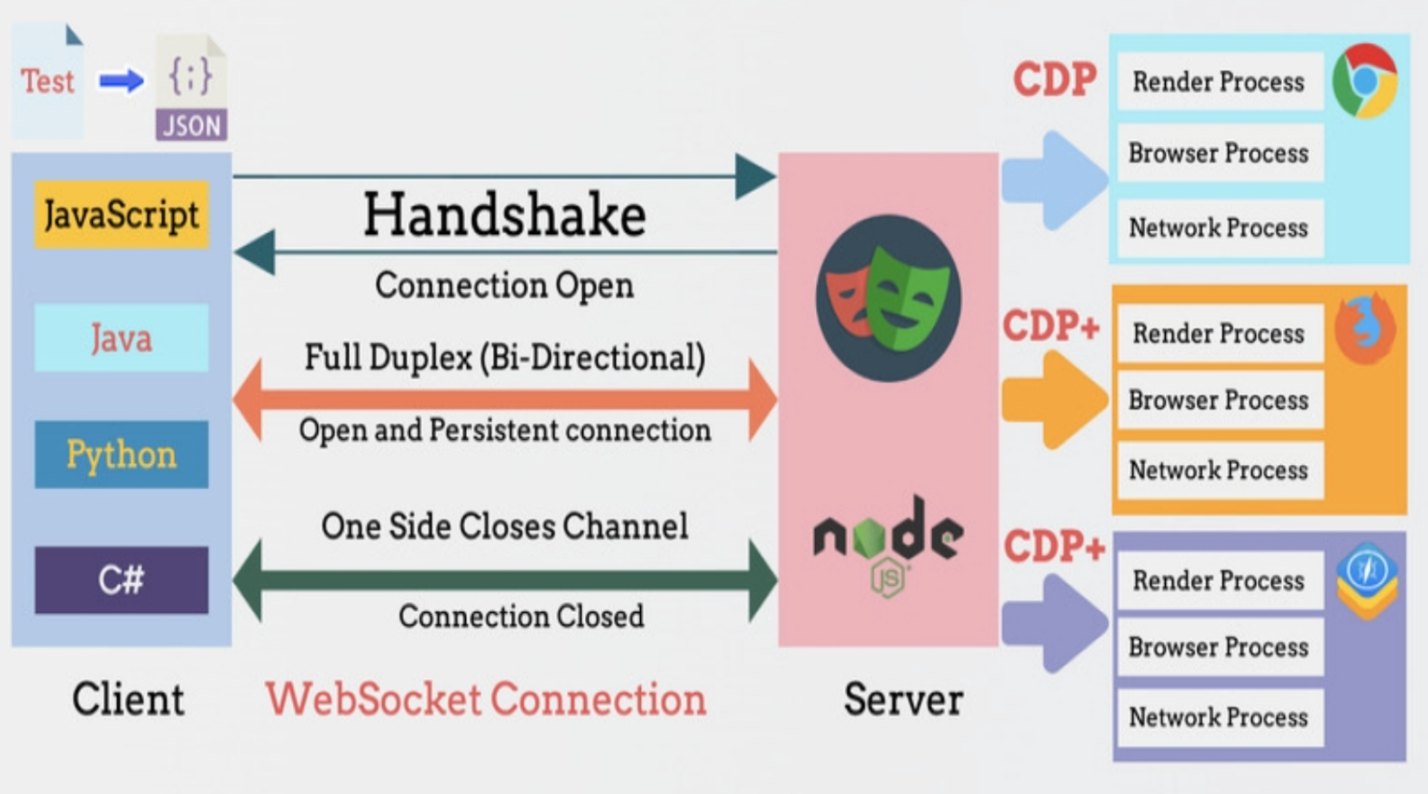 Test
{;}
JSON
JavaScript
Java
Python
C#
Client
Handshake
Connection Open
Full Duplex (Bi-Directional)
Open and Persistent connection
One Side Closes Channel
Connection Closed
WebSocket Connection
node
JS
Server
CDP
Render Process
Browser Process
Network Process
CDP+
Render Process
Browser Process
Network Process
CDP+
Render Process
Browser Process
Network Process